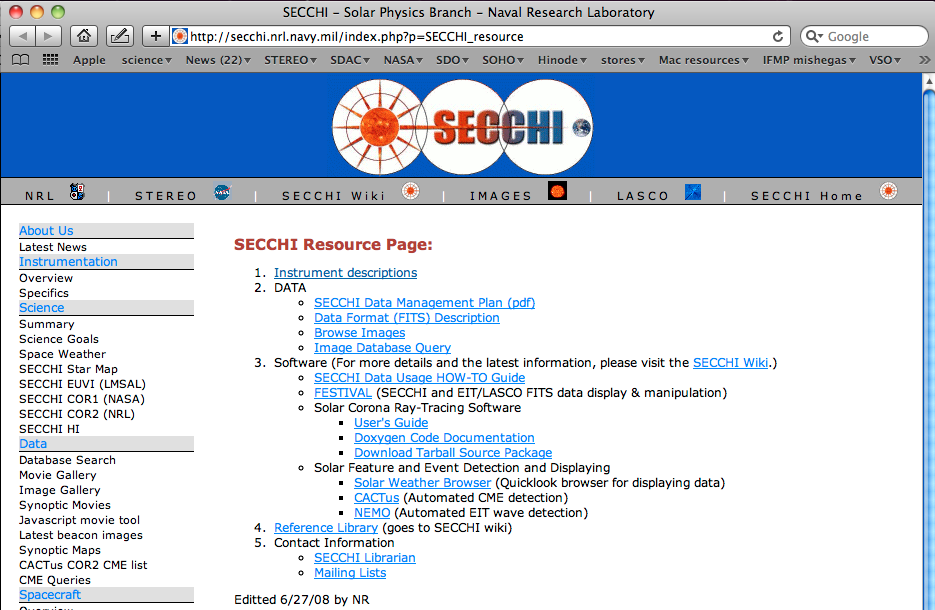 SECCHI – Solar Physics Branch – Naval Research Laboratory
http://secchi.nrl.navy.mil/index.php?p=SECCHI_resource
Google
Apple science News (22) STEREO SDAC NASA SDO SOHO Hinode stores Mac resources IFMP mishegas VSO
SECCHI
NRL | STEREO | SECCHI Wiki | IMAGES | LASCO | SECCHI Home
About Us
Latest News
Instrumentation
Overview
Specifics
Science
Summary
Science Goals
Space Weather
SECCHI Star Map
SECCHI EUVI (LMSAL)
SECCHI COR1 (NASA)
SECCHI COR2 (NRL)
SECCHI HI
Data
Database Search
Movie Gallery
Image Gallery
Synoptic Movies
Javascript movie tool
Latest beacon images
Synoptic Maps
CACTus COR2 CME list
CME Queries
Spacecraft
Overview
SECCHI Resource Page:
1. Instrument descriptions
2. DATA
SECCHI Data Management Plan (pdf)
Data Format (FITS) Description
Browse Images
Image Database Query
3. Software (For more details and the latest information, please visit the SECCHI Wiki.)
SECCHI Data Usage HOW-TO Guide
FESTIVAL (SECCHI and EIT/LASCO FITS data display & manipulation)
Solar Corona Ray-Tracing Software
User's Guide
Doxygen Code Documentation
Download Tarball Source Package
Solar Feature and Event Detection and Displaying
Solar Weather Browser (Quicklook browser for displaying data)
CACTus (Automated CME detection)
NEMO (Automated EIT wave detection)
4. Reference Library (goes to SECCHI wiki)
5. Contact Information
SECCHI Librarian
Mailing Lists
Editted 6/27/08 by NR